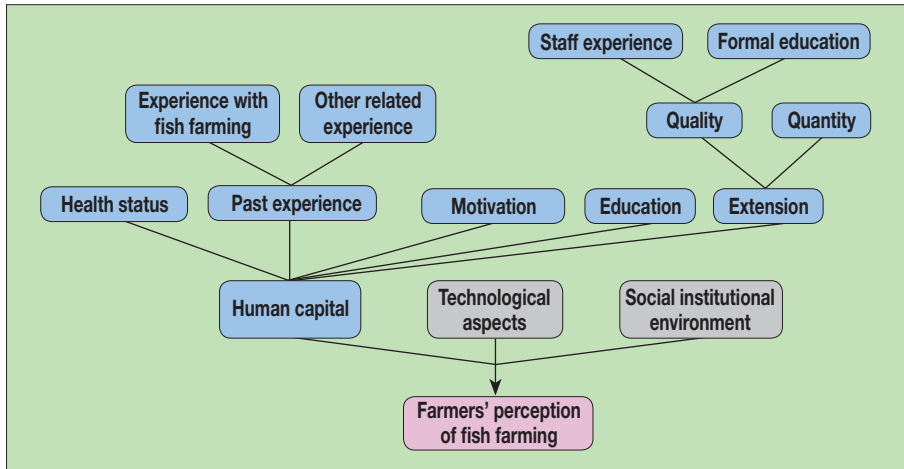 Staff experience
Formal education
Experience with
fish farming
Other related
experience
Quality
Quantity
Health status
Past experience
Motivation
Education
Extension
Human capital
Technological
aspects
Social institutional
environment
Farmers’ perception
of fish farming